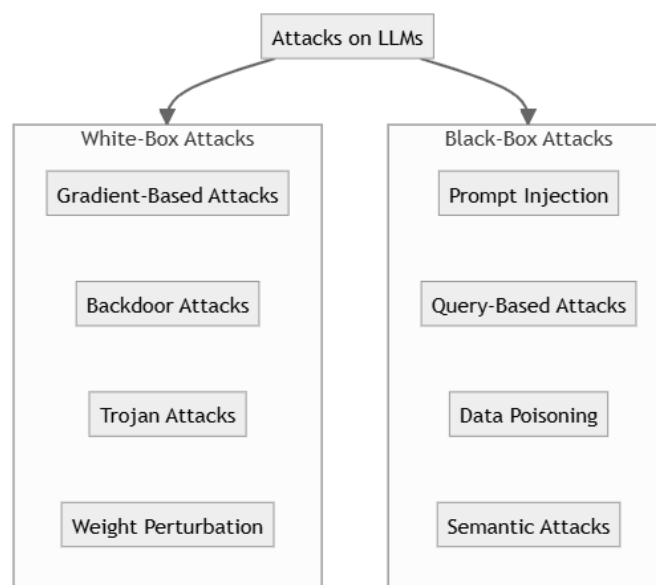 Attacks on LLMs
White-Box Attacks
Gradient-Based Attacks
Backdoor Attacks
Trojan Attacks
Weight Perturbation
Black-Box Attacks
Prompt Injection
Query-Based Attacks
Data Poisoning
Semantic Attacks